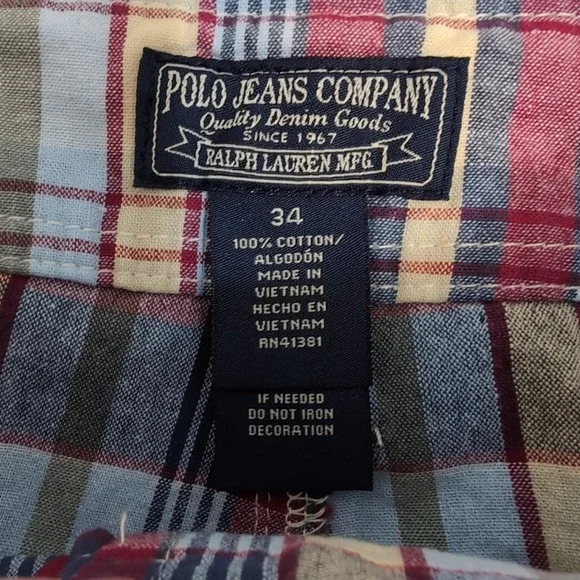 POLO JEANS COMPANY
Quality Denim Goods
SINCE 1967
RALPH LAUREN MFG.
34
100% COTTON/
ALGODÓN
MADE IN
VIETNAM
HECHO EN
VIETNAM
RN41381
IF NEEDED
DO NOT IRON
DECORATION